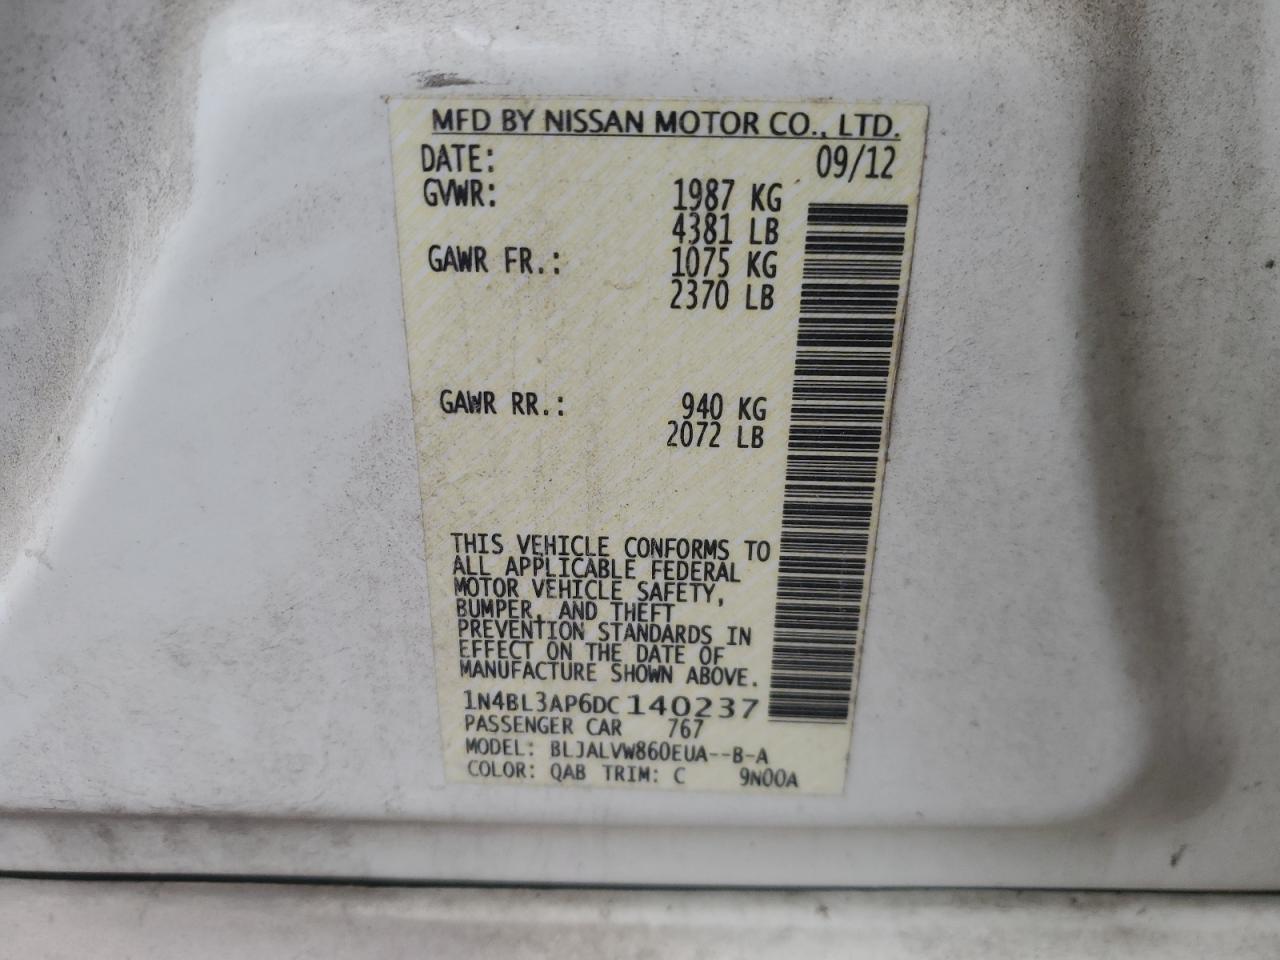 MFD BY NISSAN MOTOR CO., LTD.
DATE: 09/12
GVWR: 1987 KG
4381 LB
GAWR FR.: 1075 KG
2370 LB
GAWR RR.: 940 KG
2072 LB
THIS VEHICLE CONFORMS TO
ALL APPLICABLE FEDERAL
MOTOR VEHICLE SAFETY,
BUMPER, AND THEFT
PREVENTION STANDARDS IN
EFFECT ON THE DATE OF
MANUFACTURE SHOWN ABOVE.
1N4BL3AP6DC140237
PASSENGER CAR 767
MODEL: BLJALVW860EUA--B-A
COLOR: QAB TRIM: C 9N00A